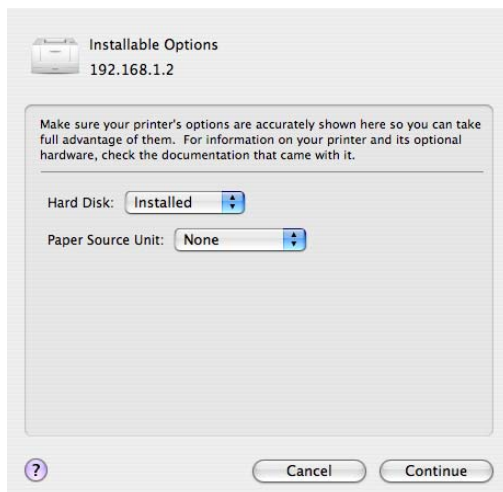 Installable Options
192.168.1.2
Make sure your printer's options are accurately shown here so you can take
full advantage of them. For information on your printer and its optional
hardware, check the documentation that came with it.
Hard Disk: Installed
Paper Source Unit: None
? Cancel Continue